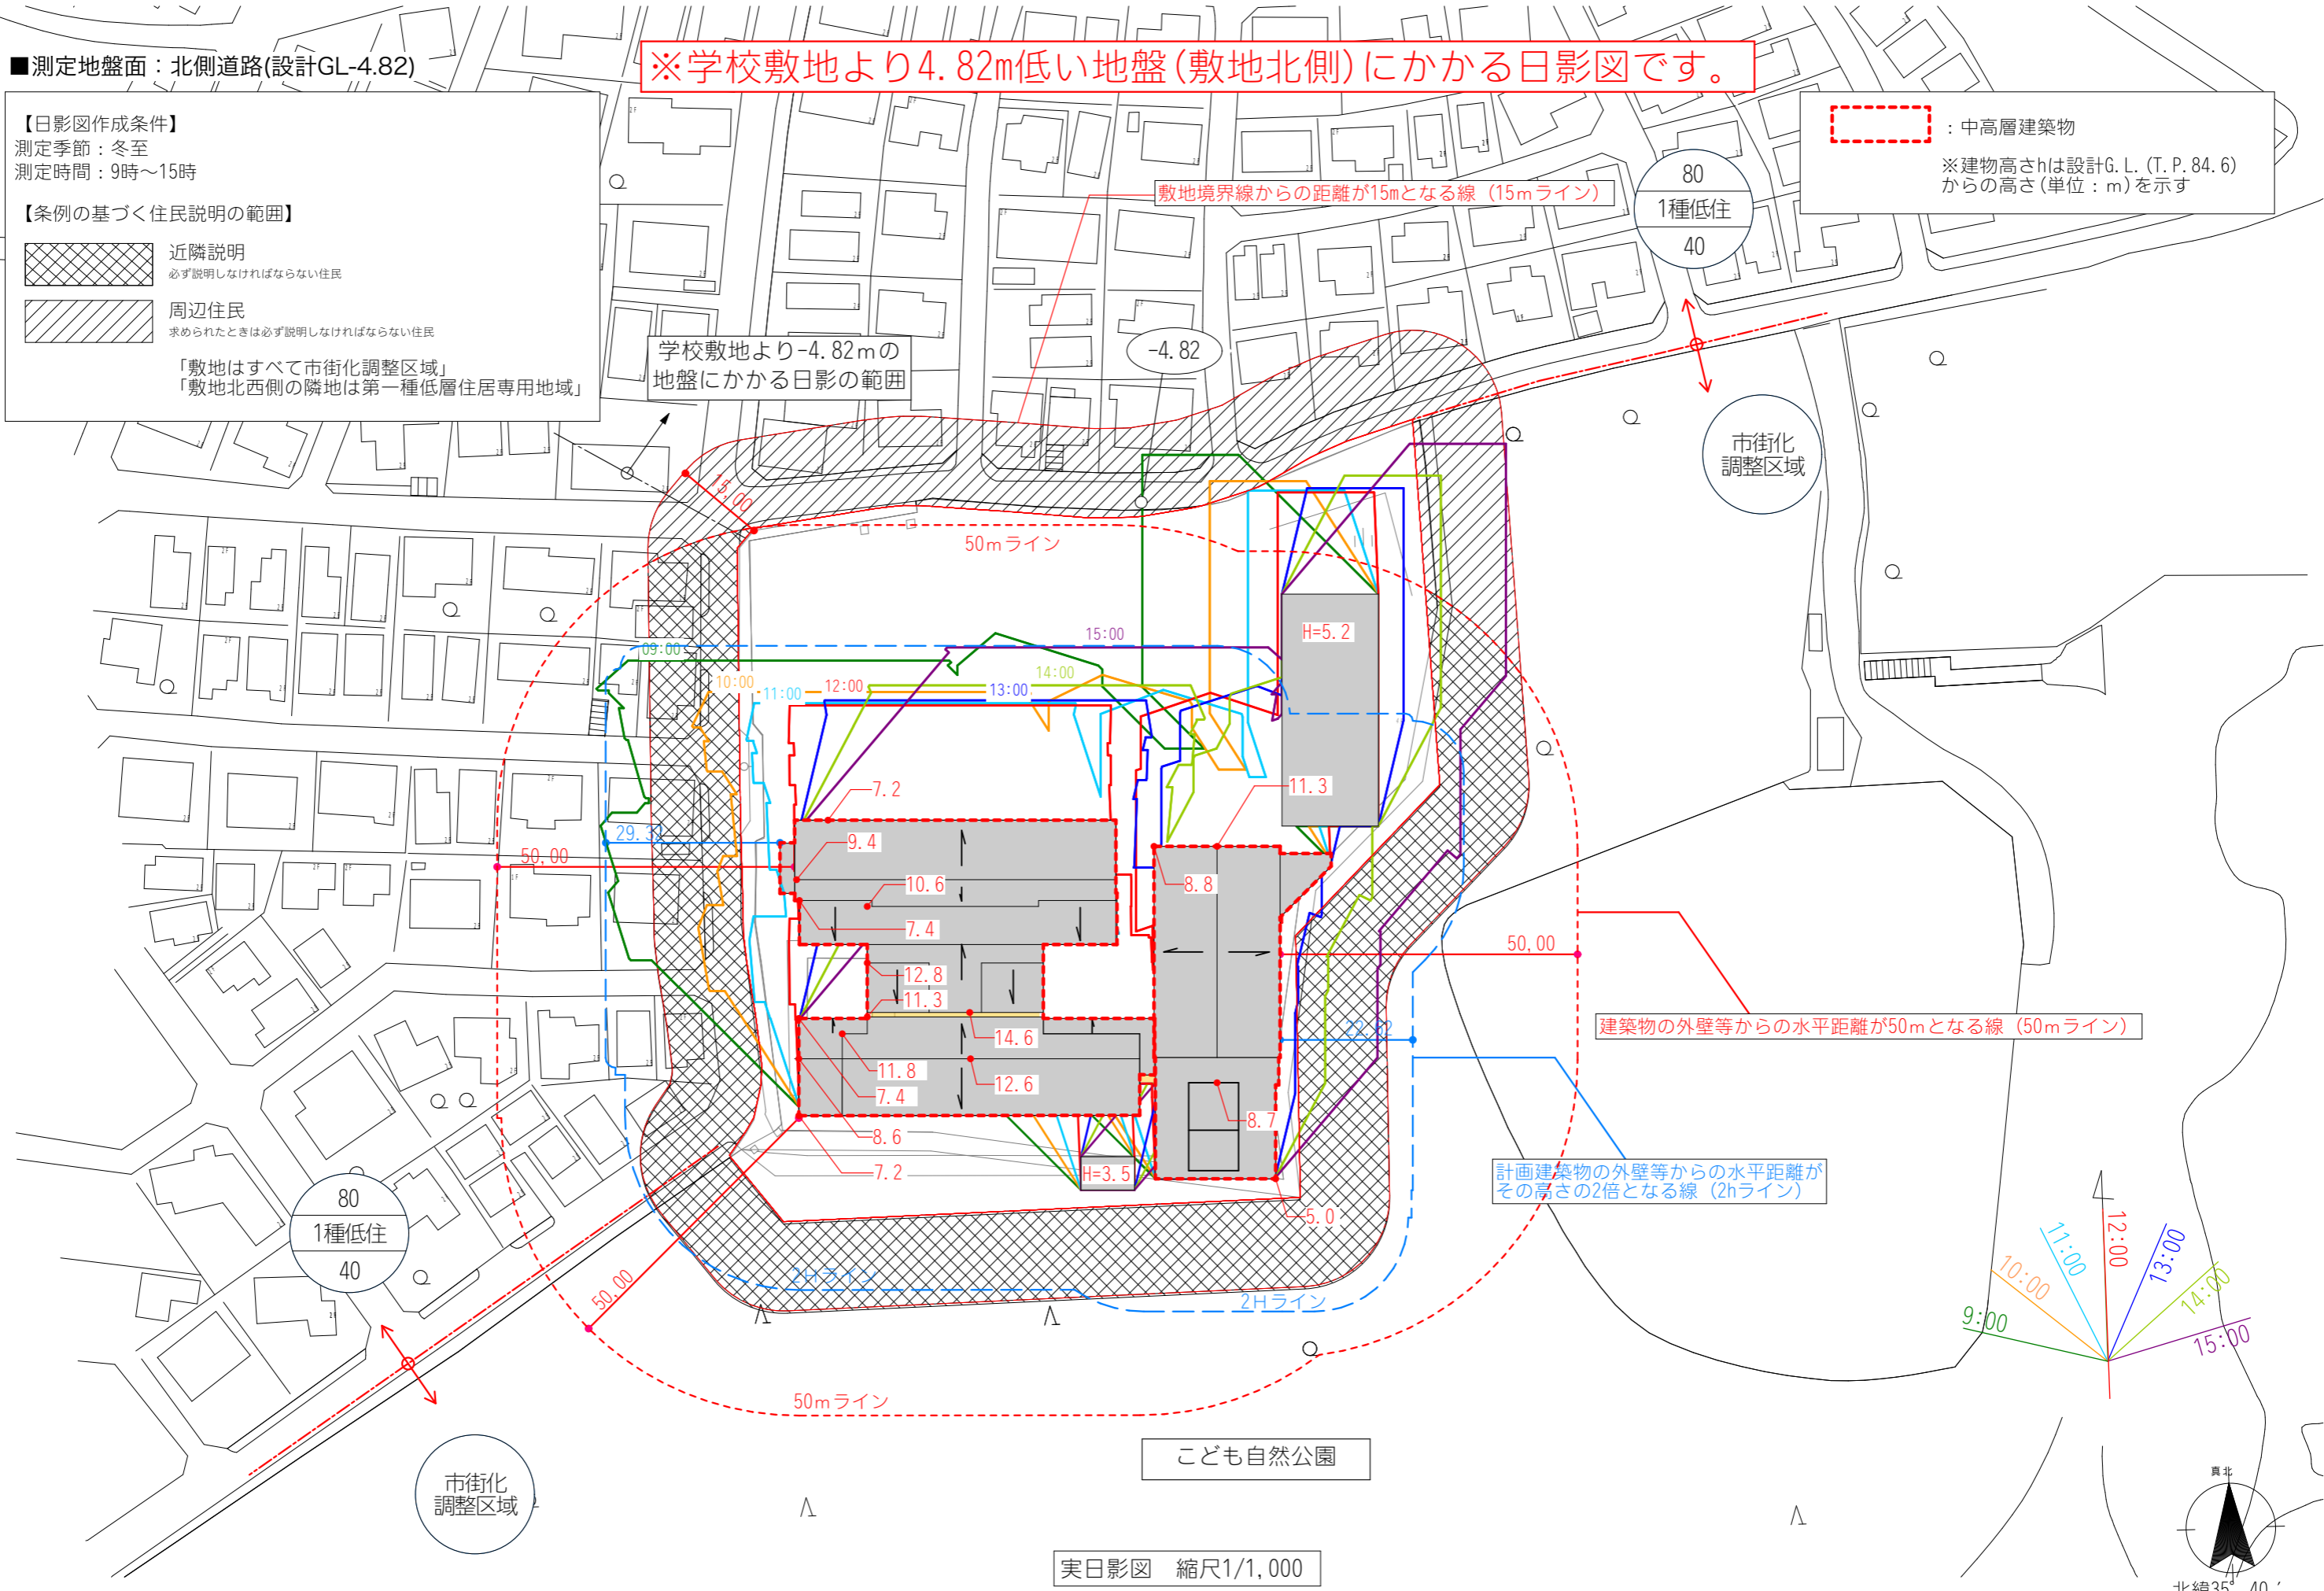 ■測定地盤面：北側道路(設計GL-4.82)
※学校敷地より4.82m低い地盤(敷地北側)にかかる日影図です。
【日影図作成条件】
測定季節：冬至
測定時間：9時～15時
【条例の基づく住民説明の範囲】
近隣説明
必ず説明しなければならない住民
周辺住民
求められたときは必ず説明しなければならない住民
「敷地はすべて市街化調整区域」
「敷地北西側の隣地は第一種低層住居専用地域」
：中高層建築物
※建物高さhは設計G.L.(T.P.84.6)
からの高さ(単位：m)を示す
敷地境界線からの距離が15mとなる線（15mライン）
80
1種低住
40
学校敷地より-4.82mの
地盤にかかる日影の範囲
-4.82
市街化
調整区域
15,00
50mライン
H=5.2
15:00
09:00
14:00
10:00
11:00
12:00
13:00
7.2
11.3
29.32
9.4
50,00
10.6
8.8
7.4
50,00
12.8
11.3
14.6
建築物の外壁等からの水平距離が50mとなる線（50mライン）
11.8
12.6
7.4
8.7
8.6
7.2
H=3.5
計画建築物の外壁等からの水平距離が
その高さの2倍となる線（2hライン）
5.0
80
1種低住
40
50,00
2Hライン
2Hライン
9:00
10:00
11:00
12:00
13:00
14:00
15:00
50mライン
こども自然公園
市街化
調整区域
真北
実日影図　縮尺1/1,000